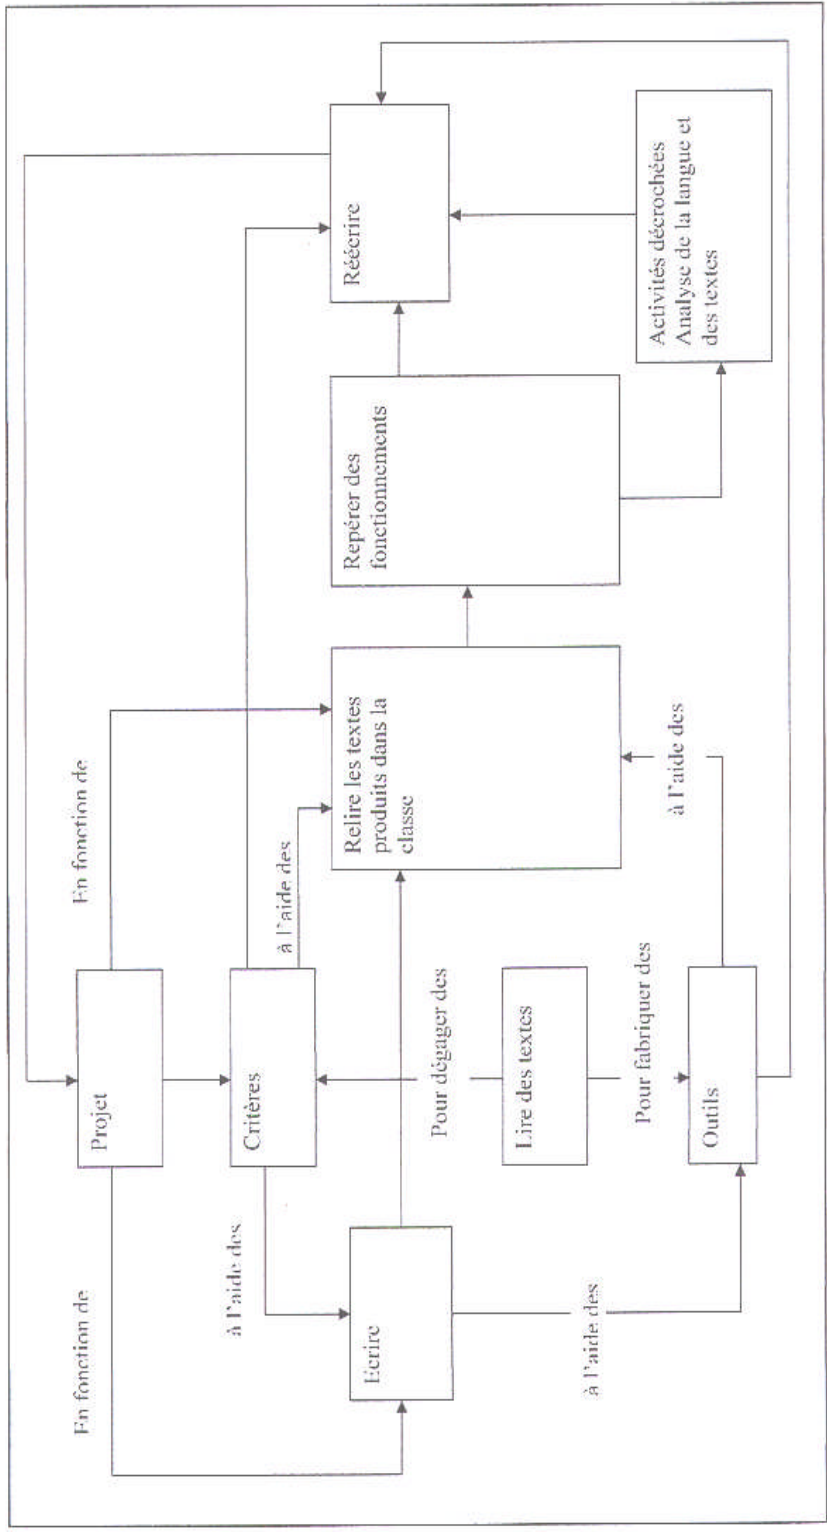 En fonction de
Projet
En fonction de
à l'aide des
Critères
à l'aide des
Ecrire
Pour dégager des
Relire les textes
produits dans la
classe
Repérer des
fonctionnements
Réécrire
Lire des textes
à l'aide des
Pour fabriquer des
à l'aide des
Outils
Activités décrochées
Analyse de la langue et
des textes